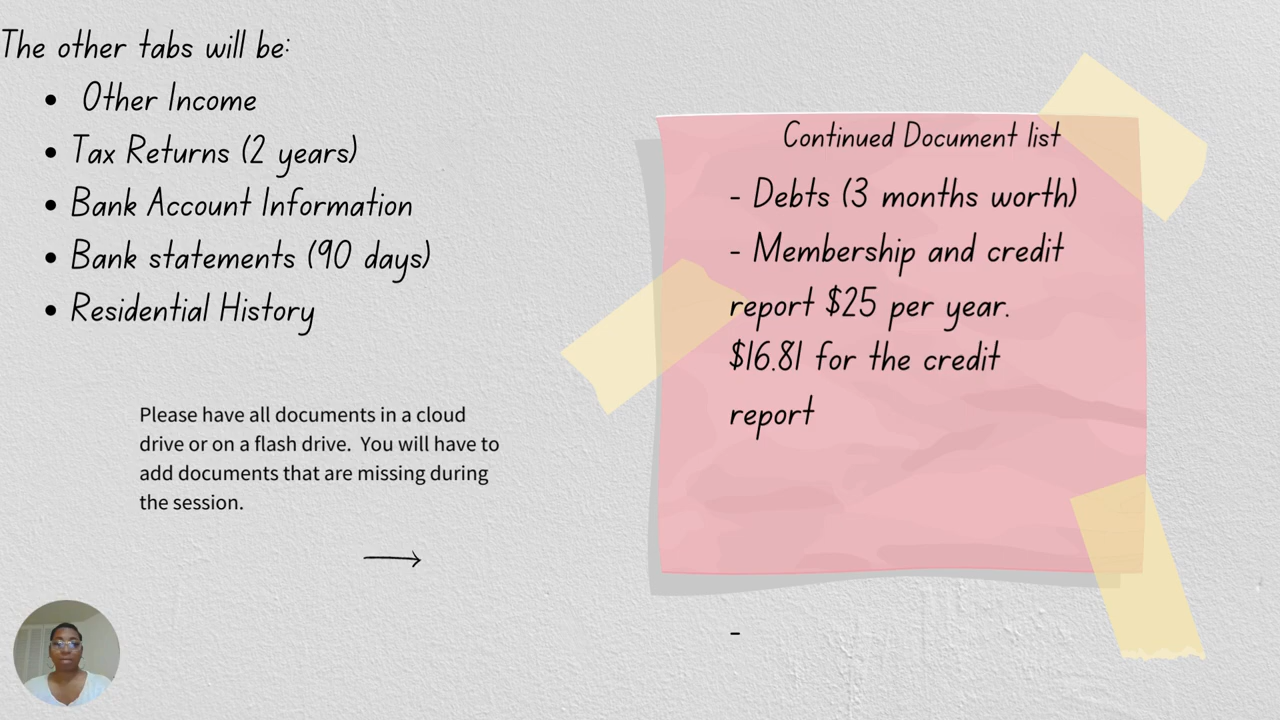 The other tabs will be:
• Other Income
• Tax Returns (2 years)
• Bank Account Information
• Bank statements (90 days)
• Residential History
Please have all documents in a cloud
drive or on a flash drive.  You will have to
add documents that are missing during
the session.
Continued Document list
- Debts (3 months worth)
- Membership and credit
report $25 per year.
$16.81 for the credit
report
-